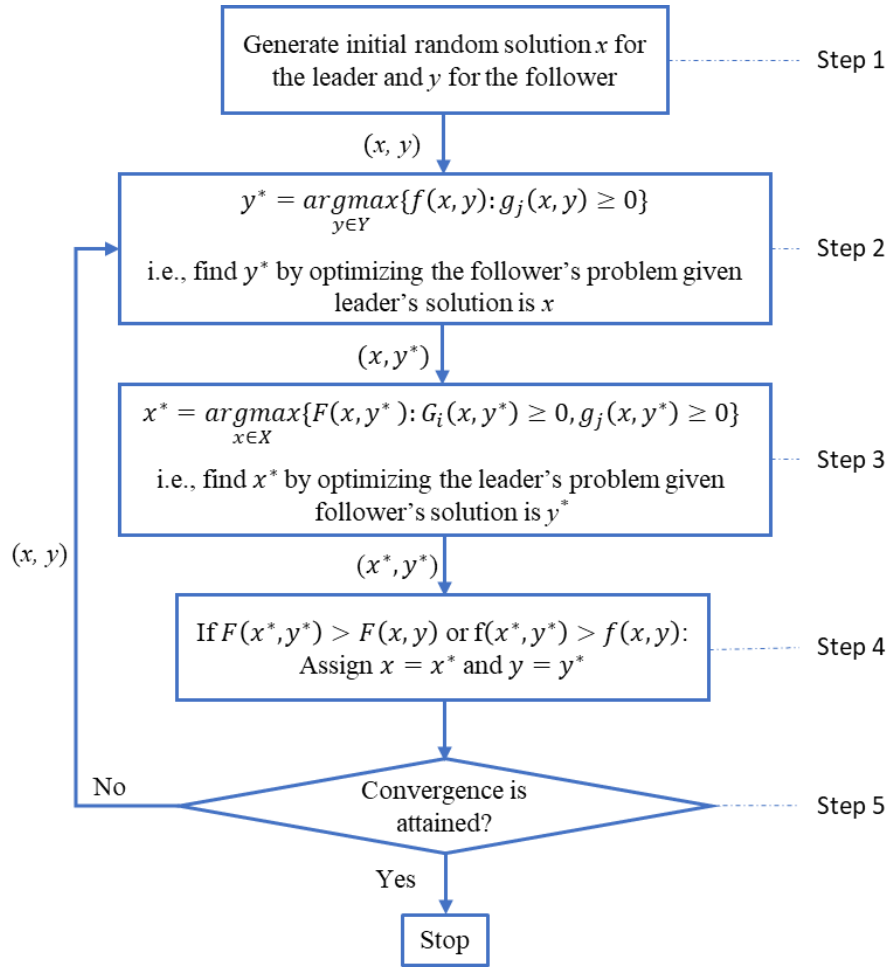 Generate initial random solution x for
the leader and y for the follower
Step 1
(x, y)
y* = argmax{f(x, y): g_j(x, y) ≥ 0}
y∈Y
i.e., find y* by optimizing the follower's problem given
leader's solution is x
Step 2
(x, y*)
x* = argmax{F(x, y*): G_i(x, y*) ≥ 0, g_j(x, y*) ≥ 0}
x∈X
i.e., find x* by optimizing the leader's problem given
follower's solution is y*
Step 3
(x, y)
(x*, y*)
If F(x*, y*) > F(x, y) or f(x*, y*) > f(x, y):
Assign x = x* and y = y*
Step 4
No
Convergence is
attained?
Step 5
Yes
Stop